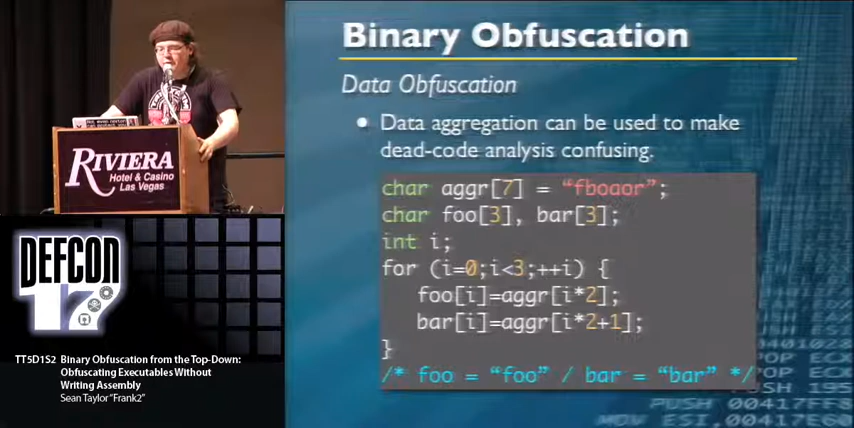 Binary Obfuscation
Data Obfuscation
• Data aggregation can be used to make
dead-code analysis confusing.
char aggr[7] = “fboaor”;
char foo[3], bar[3];
int i;
for (i=0;i<3;++i) {
foo[i]=aggr[i*2];
bar[i]=aggr[i*2+1];
}
/* foo = “foo” / bar = “bar” */
RIVIERA
Hotel & Casino
Las Vegas
DEFCON
17
TT5D1S2 Binary Obfuscation from the Top-Down:
Obfuscating Executables Without
Writing Assembly
Sean Taylor "Frank2"
0401028
POP ECX
PUSH 195
PUSH 00417FF8
MOV ESI,00417E60